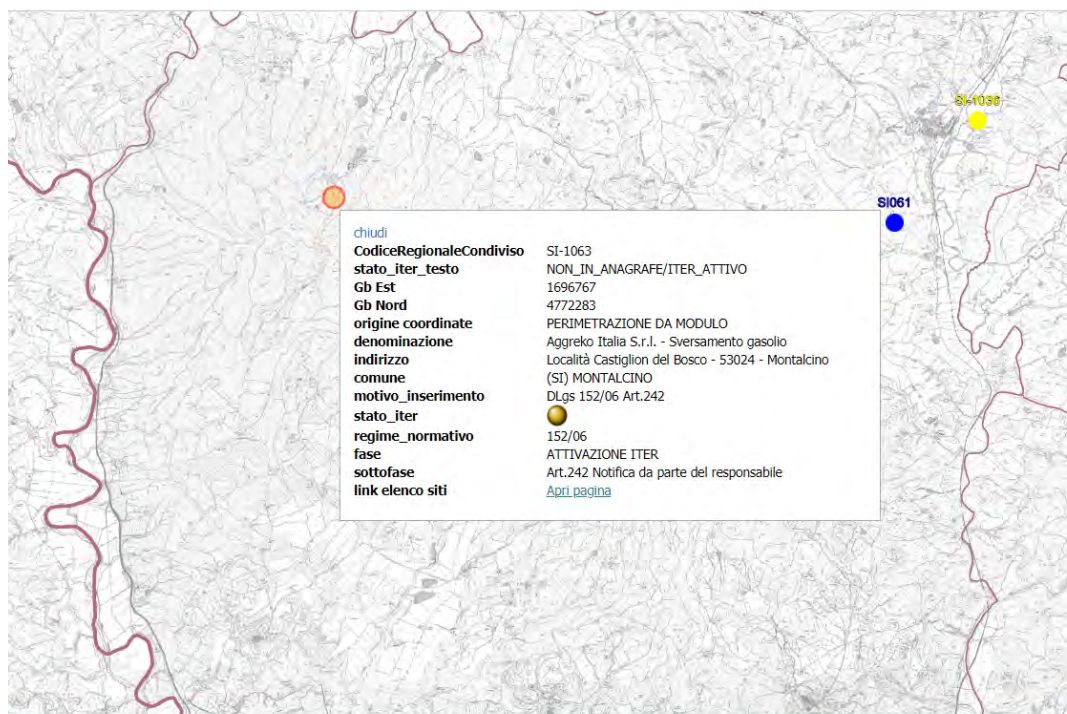 SI-1036
SI061
chiudi
CodiceRegionaleCondiviso SI-1063
stato_iter_testo NON_IN_ANAGRAFE/ITER_ATTIVO
Gb Est 1696767
Gb Nord 4772283
origine coordinate PERIMETRAZIONE DA MODULO
denominazione Aggreko Italia S.r.l. - Sversamento gasolio
indirizzo Località Castiglion del Bosco - 53024 - Montalcino
comune (SI) MONTALCINO
motivo_inserimento DLgs 152/06 Art.242
stato_iter
regime_normativo 152/06
fase ATTIVAZIONE ITER
sottofase Art.242 Notifica da parte del responsabile
link elenco siti Apri pagina